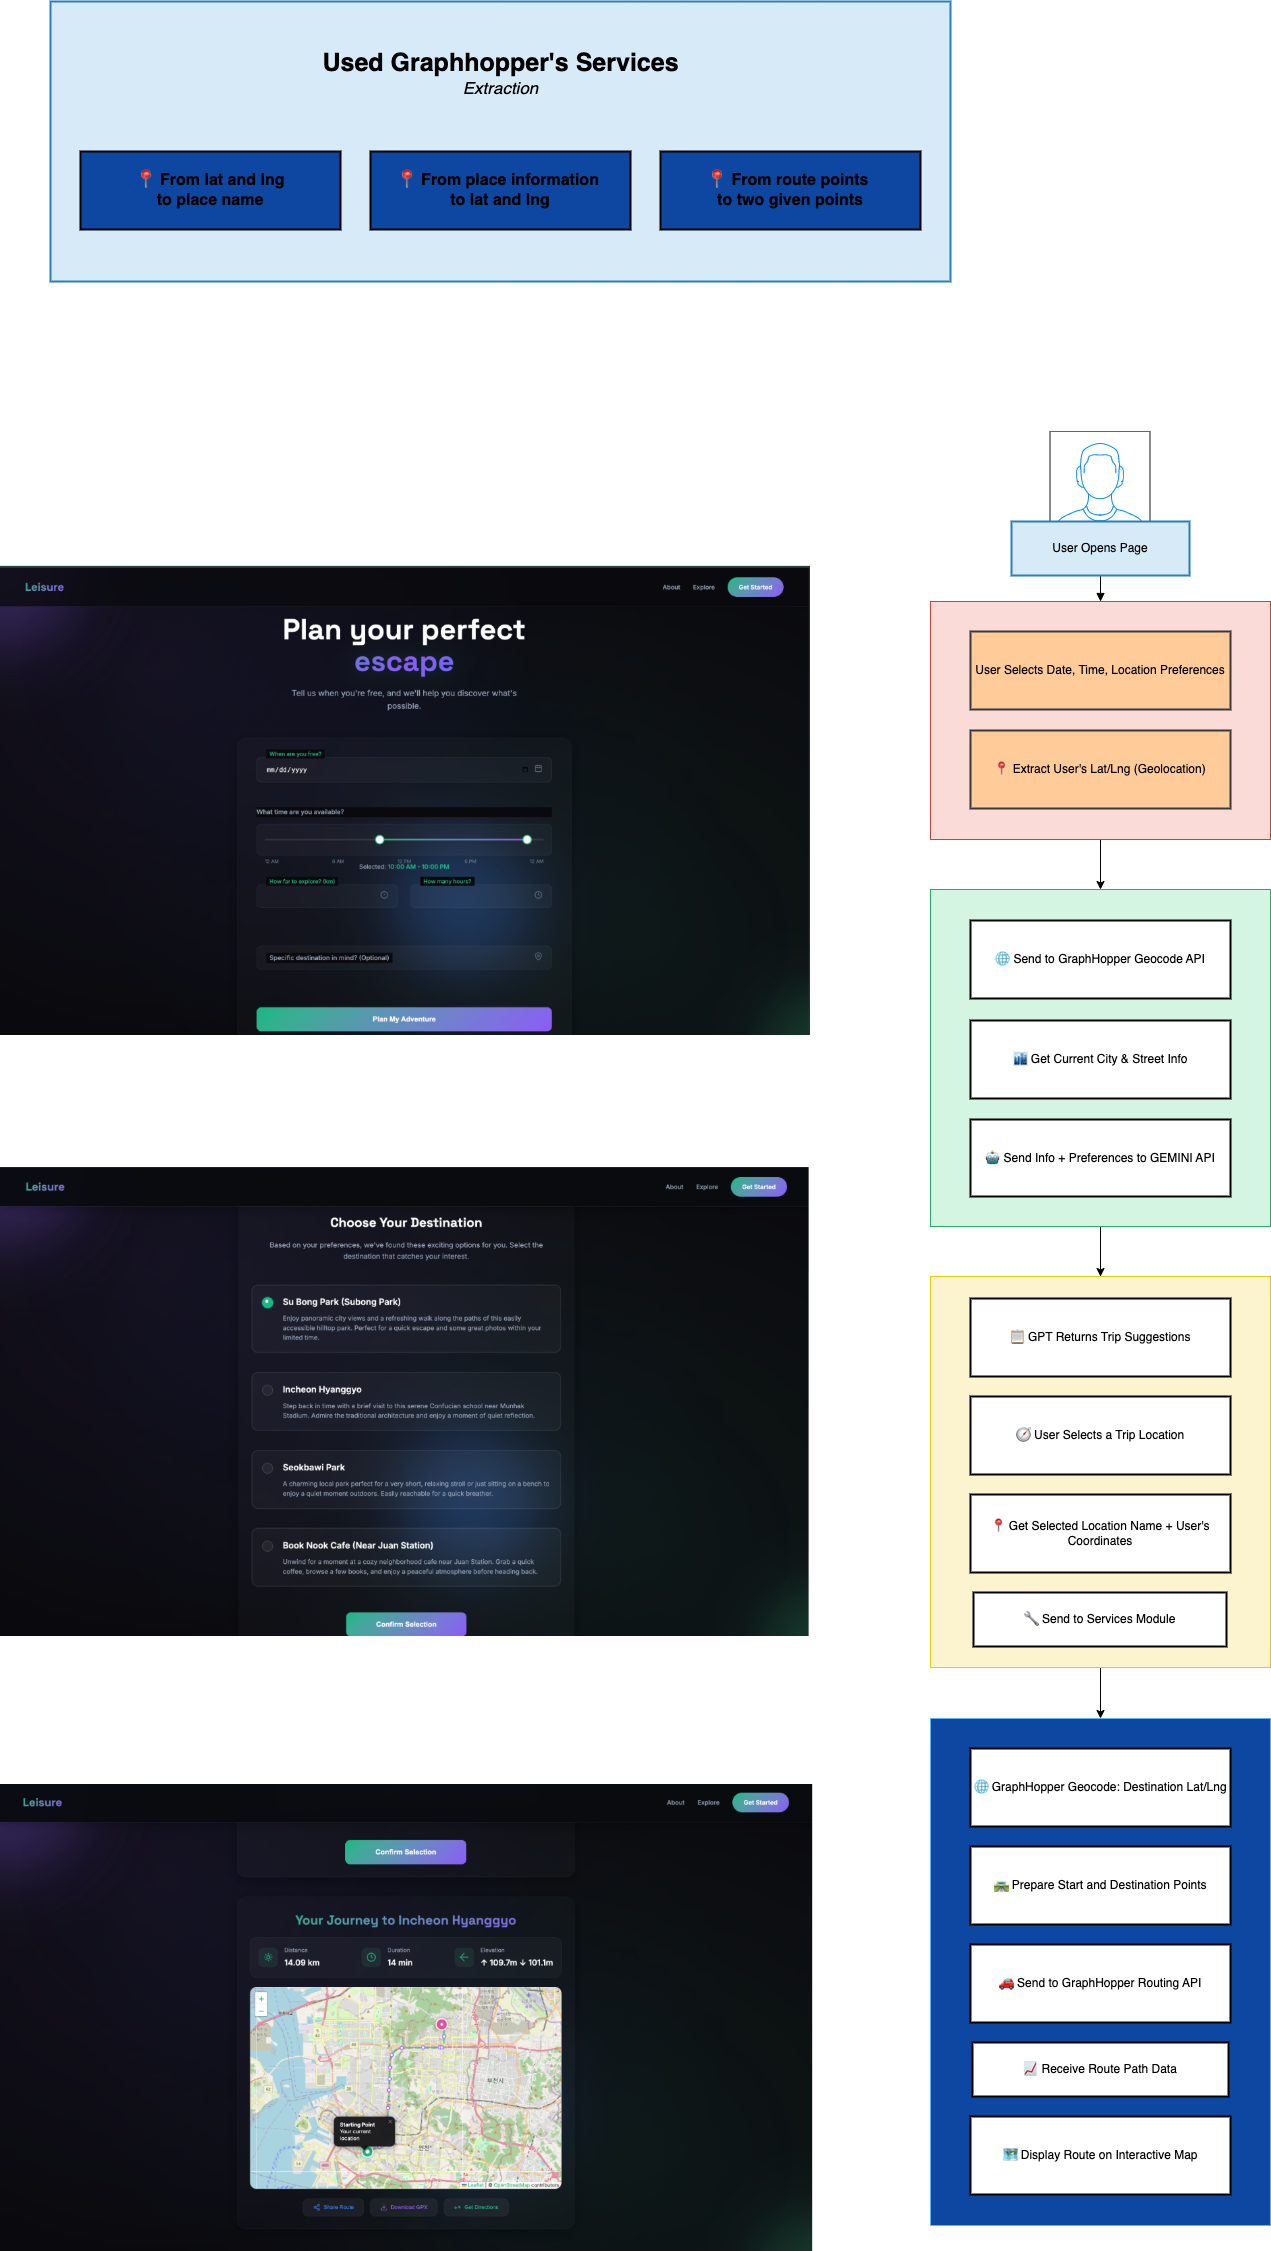 Used Graphhopper's Services
Extraction
From lat and lng
to place name
From place information
to lat and lng
From route points
to two given points
User Opens Page
User Selects Date, Time, Location Preferences
Extract User's Lat/Lng (Geolocation)
Send to GraphHopper Geocode API
Get Current City & Street Info
Send Info + Preferences to GEMINI API
GPT Returns Trip Suggestions
User Selects a Trip Location
Get Selected Location Name + User's
Coordinates
Send to Services Module
GraphHopper Geocode: Destination Lat/Lng
Prepare Start and Destination Points
Send to GraphHopper Routing API
Receive Route Path Data
Display Route on Interactive Map
Leisure
About Explore Get Started
Plan your perfect
escape
Tell us when you're free, and we'll help you discover what's
possible.
When are you free?
mm/dd/yyyy
What time are you available?
12 AM 6 AM 12 PM 6 PM 12 AM
Selected: 10:00 AM - 10:00 PM
How far to explore? (km) How many hours?
Specific destination in mind? (Optional)
Plan My Adventure
Leisure
About Explore Get Started
Choose Your Destination
Based on your preferences, we've found these exciting options for you. Select the
destination that catches your interest.
Su Bong Park (Subong Park)
Enjoy panoramic city views and a refreshing walk along the paths of this easily
accessible hilltop park. Perfect for a quick escape and some great photos within your
limited time.
Incheon Hyanggyo
Step back in time with a brief visit to this serene Confucian school near Munhak
Stadium. Admire the traditional architecture and enjoy a moment of quiet reflection.
Seokbawi Park
A charming local park perfect for a very short, relaxing stroll or just sitting on a bench to
enjoy a quiet moment outdoors. Easily reachable for a quick breather.
Book Nook Cafe (Near Juan Station)
Unwind for a moment at a cozy neighborhood cafe near Juan Station. Grab a quick
coffee, browse a few books, and enjoy a peaceful atmosphere before heading back.
Confirm Selection
Leisure
About Explore Get Started
Confirm Selection
Your Journey to Incheon Hyanggyo
Distance
14.09 km
Duration
14 min
Elevation
↑ 109.7m ↓ 101.1m
+
−
부천시
Starting Point
Your current
location
인천
Leaflet | © OpenStreetMap contributors
Share Route Download GPX Get Directions